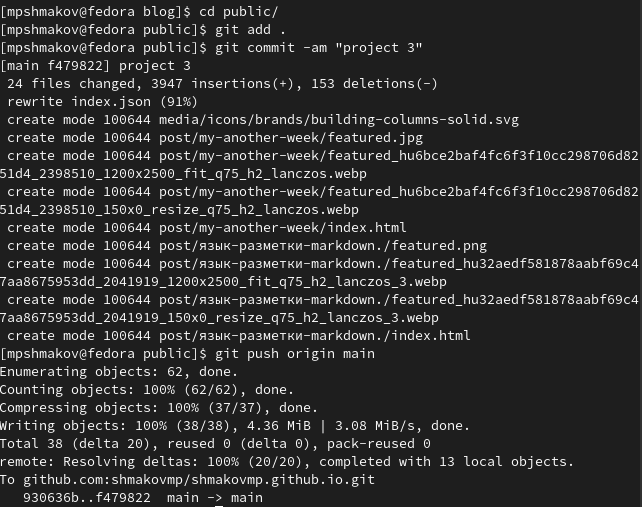 [mpshmakov@fedora blog]$ cd public/
[mpshmakov@fedora public]$ git add .
[mpshmakov@fedora public]$ git commit -am "project 3"
[main f479822] project 3
 24 files changed, 3947 insertions(+), 153 deletions(-)
 rewrite index.json (91%)
 create mode 100644 media/icons/brands/building-columns-solid.svg
 create mode 100644 post/my-another-week/featured.jpg
 create mode 100644 post/my-another-week/featured_hu6bce2baf4fc6f3f10cc298706d82
51d4_2398510_1200x2500_fit_q75_h2_lanczos.webp
 create mode 100644 post/my-another-week/featured_hu6bce2baf4fc6f3f10cc298706d82
51d4_2398510_150x0_resize_q75_h2_lanczos.webp
 create mode 100644 post/my-another-week/index.html
 create mode 100644 post/язык-разметки-markdown./featured.png
 create mode 100644 post/язык-разметки-markdown./featured_hu32aedf581878aabf69c4
7aa8675953dd_2041919_1200x2500_fit_q75_h2_lanczos_3.webp
 create mode 100644 post/язык-разметки-markdown./featured_hu32aedf581878aabf69c4
7aa8675953dd_2041919_150x0_resize_q75_h2_lanczos_3.webp
 create mode 100644 post/язык-разметки-markdown./index.html
[mpshmakov@fedora public]$ git push origin main
Enumerating objects: 62, done.
Counting objects: 100% (62/62), done.
Compressing objects: 100% (37/37), done.
Writing objects: 100% (38/38), 4.36 MiB | 3.08 MiB/s, done.
Total 38 (delta 20), reused 0 (delta 0), pack-reused 0
remote: Resolving deltas: 100% (20/20), completed with 13 local objects.
To github.com:shmakovmp/shmakovmp.github.io.git
   930636b..f479822  main -> main